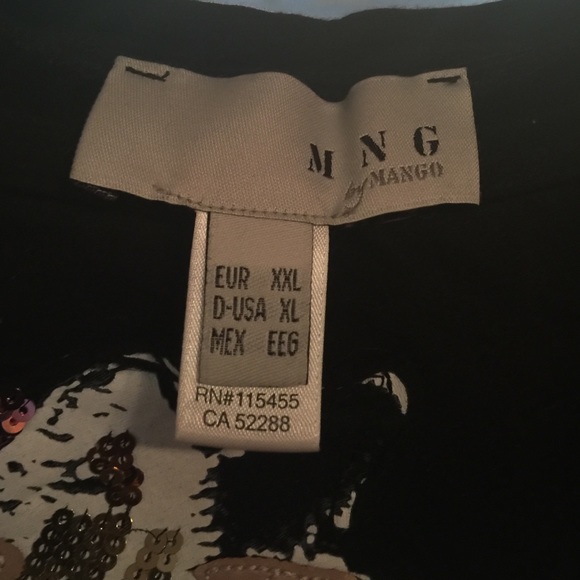 MNG
by MANGO
EUR XXL
D-USA XL
MEX EEG
RN#115455
CA 52288